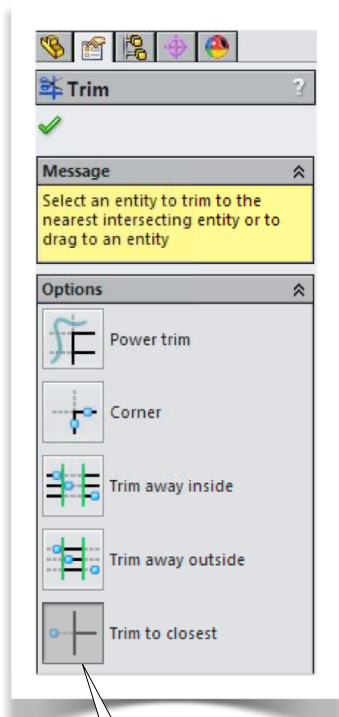 Trim ?
Message
Select an entity to trim to the
nearest intersecting entity or to
drag to an entity
Options
Power trim
Corner
Trim away inside
Trim away outside
Trim to closest